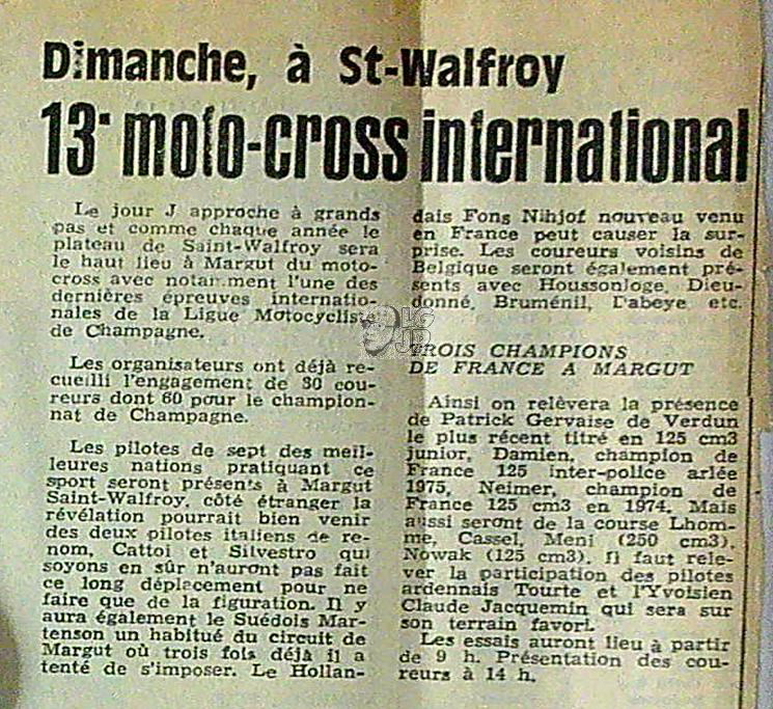 Dimanche, à St-Walfroy
13e moto-cross international
Le jour J approche à grands
pas et comme chaque année le
plateau de Saint-Walfroy sera
le haut lieu à Margut du moto-
cross avec notamment l'une des
dernières épreuves internatio-
nales de la Ligue Motocycliste
de Champagne.
Les organisateurs ont déjà re-
cueilli l'engagement de 30 cou-
reurs dont 60 pour le champion-
nat de Champagne.
Les pilotes de sept des meil-
leures nations pratiquant ce
sport seront présents à Margut
Saint-Walfroy, côté étranger la
révélation pourrait bien venir
des deux pilotes italiens de re-
nom, Cattoi et Silvestro qui
soyons en sûr n'auront pas fait
ce long déplacement pour ne
faire que de la figuration. Il y
aura également le Suédois Mar-
tenson un habitué du circuit de
Margut où trois fois déjà il a
tenté de s'imposer. Le Hollan-
dais Fons Nihjof nouveau venu
en France peut causer la sur-
prise. Les coureurs voisins de
Belgique seront également pré-
sents avec Houssonloge, Dieu-
donné, Bruménil, Labeye etc.
TROIS CHAMPIONS
DE FRANCE A MARGUT
Ainsi on relèvera la présence
de Patrick Gervaise de Verdun
le plus récent titré en 125 cm3
junior, Damien, champion de
France 125 inter-police arlée
1975, Neimer, champion de
France 125 cm3 en 1974. Mais
aussi seront de la course Lhom-
me, Cassel, Meni (250 cm3),
Nowak (125 cm3). Il faut rele-
ver la participation des pilotes
ardennais Tourte et l'Yvoisien
Claude Jacquemin qui sera sur
son terrain favori.
Les essais auront lieu à partir
de 9 h. Présentation des cou-
reurs à 14 h.